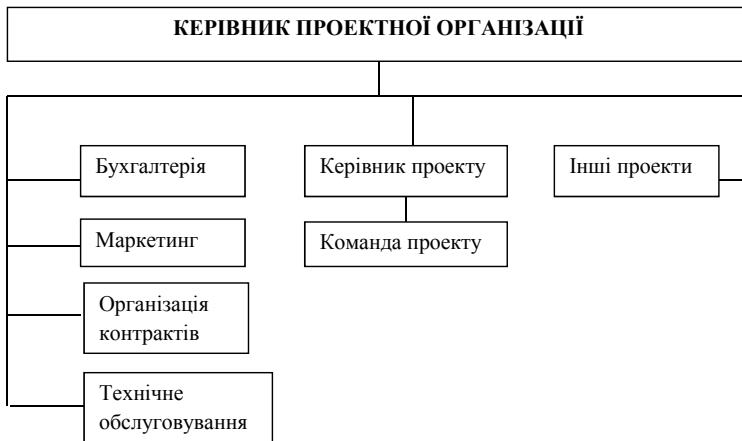 КЕРІВНИК ПРОЕКТНОЇ ОРГАНІЗАЦІЇ
Бухгалтерія
Керівник проекту
Інші проекти
Маркетинг
Команда проекту
Організація
контрактів
Технічне
обслуговування